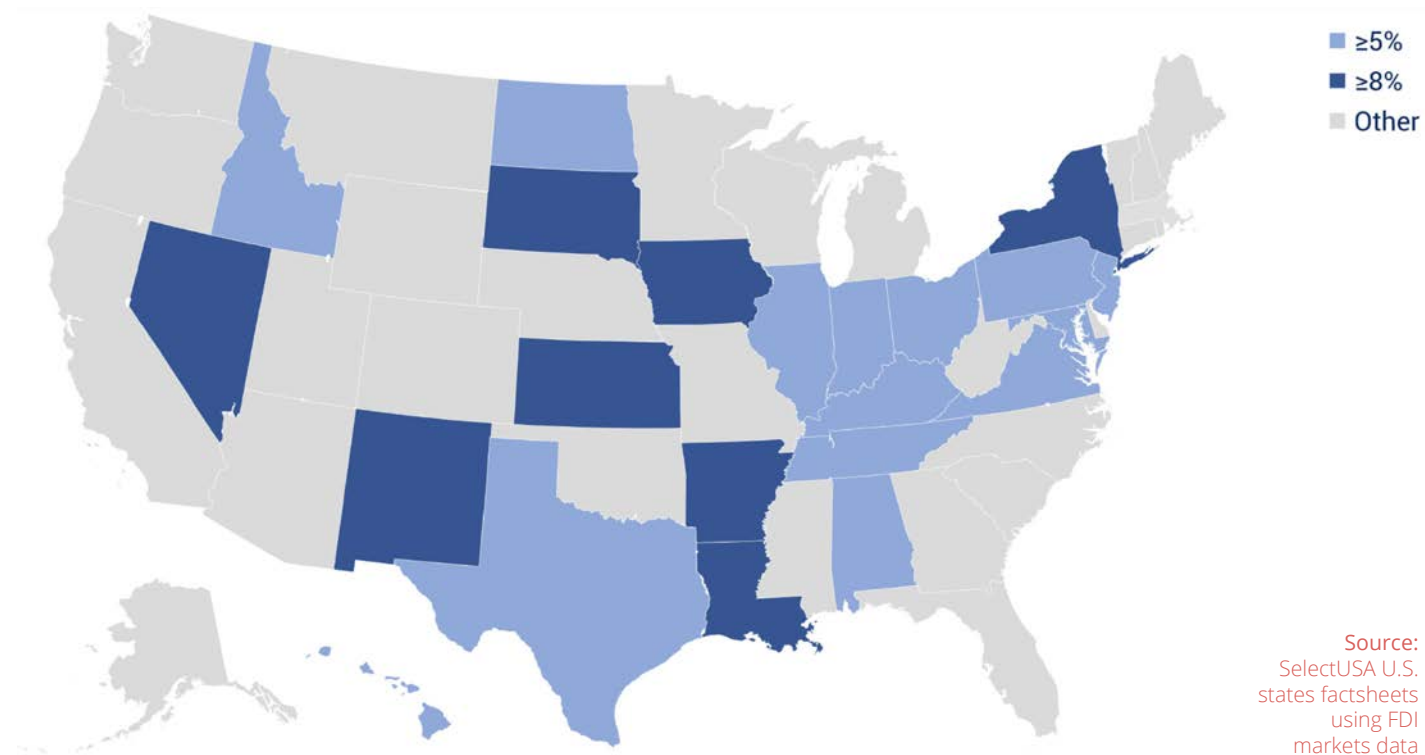 ≥5%
≥8%
Other
Source:
SelectUSA U.S.
states factsheets
using FDI
markets data